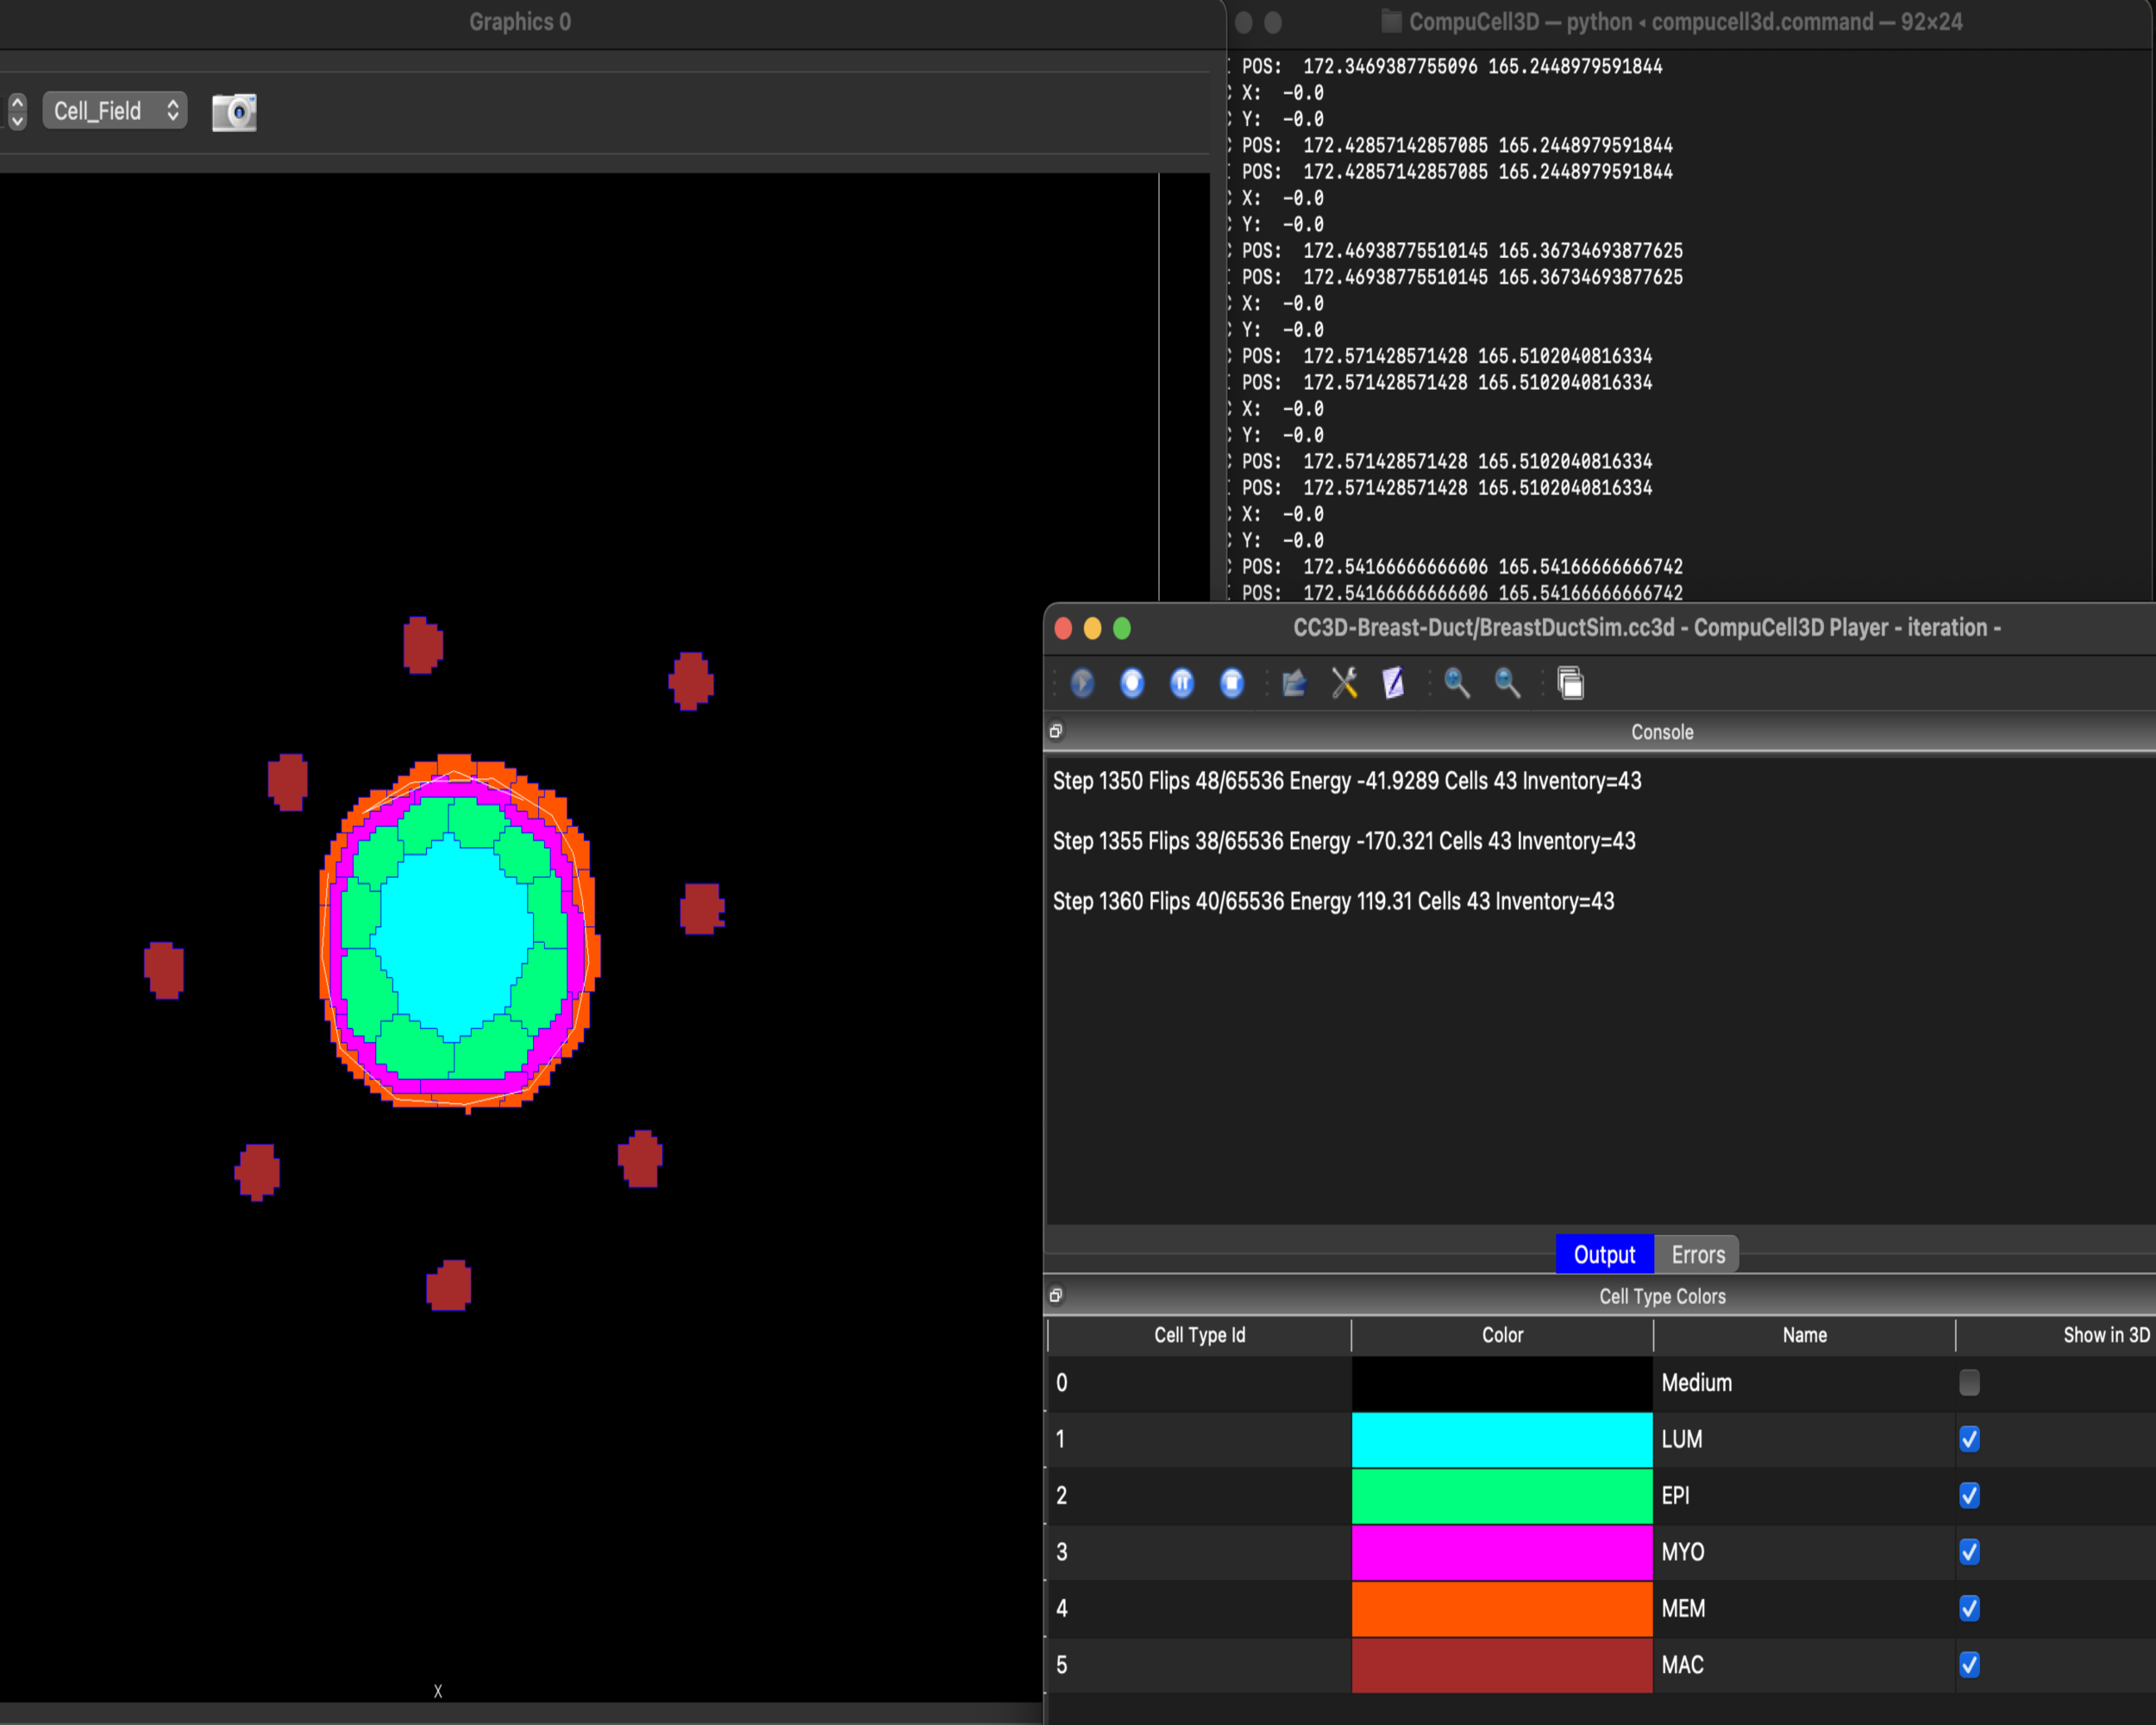 Graphics 0
Cell_Field
X
CompuCell3D — python ◂ compucell3d.command — 92×24
POS:  172.3469387755096 165.2448979591844
X:  -0.0
Y:  -0.0
POS:  172.42857142857085 165.2448979591844
POS:  172.42857142857085 165.2448979591844
X:  -0.0
Y:  -0.0
POS:  172.46938775510145 165.36734693877625
POS:  172.46938775510145 165.36734693877625
X:  -0.0
Y:  -0.0
POS:  172.571428571428 165.5102040816334
POS:  172.571428571428 165.5102040816334
X:  -0.0
Y:  -0.0
POS:  172.571428571428 165.5102040816334
POS:  172.571428571428 165.5102040816334
X:  -0.0
Y:  -0.0
POS:  172.54166666666606 165.54166666666742
POS:  172.54166666666606 165.54166666666742
CC3D-Breast-Duct/BreastDuctSim.cc3d - CompuCell3D Player - iteration -
Console
Step 1350 Flips 48/65536 Energy -41.9289 Cells 43 Inventory=43
Step 1355 Flips 38/65536 Energy -170.321 Cells 43 Inventory=43
Step 1360 Flips 40/65536 Energy 119.31 Cells 43 Inventory=43
Output Errors
Cell Type Colors
Cell Type Id Color Name Show in 3D
0 Medium
1 LUM
2 EPI
3 MYO
4 MEM
5 MAC